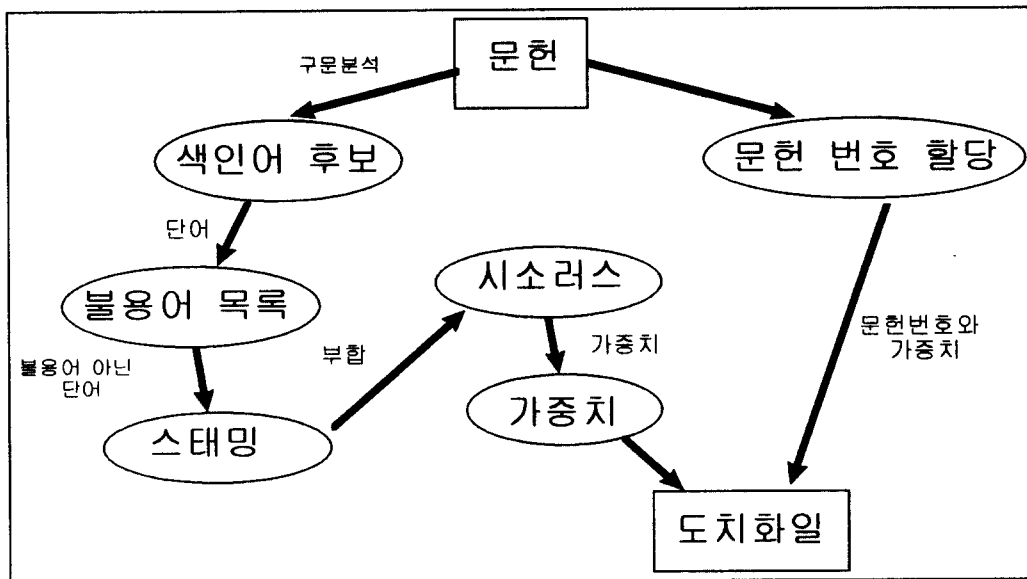 문헌
구문분석
색인어 후보
문헌 번호 활당
단어
시소러스
불용어 목록
문헌번호와
가중치
가중치
부합
불용어 아닌
단어
가중치
스태밍
도치화일